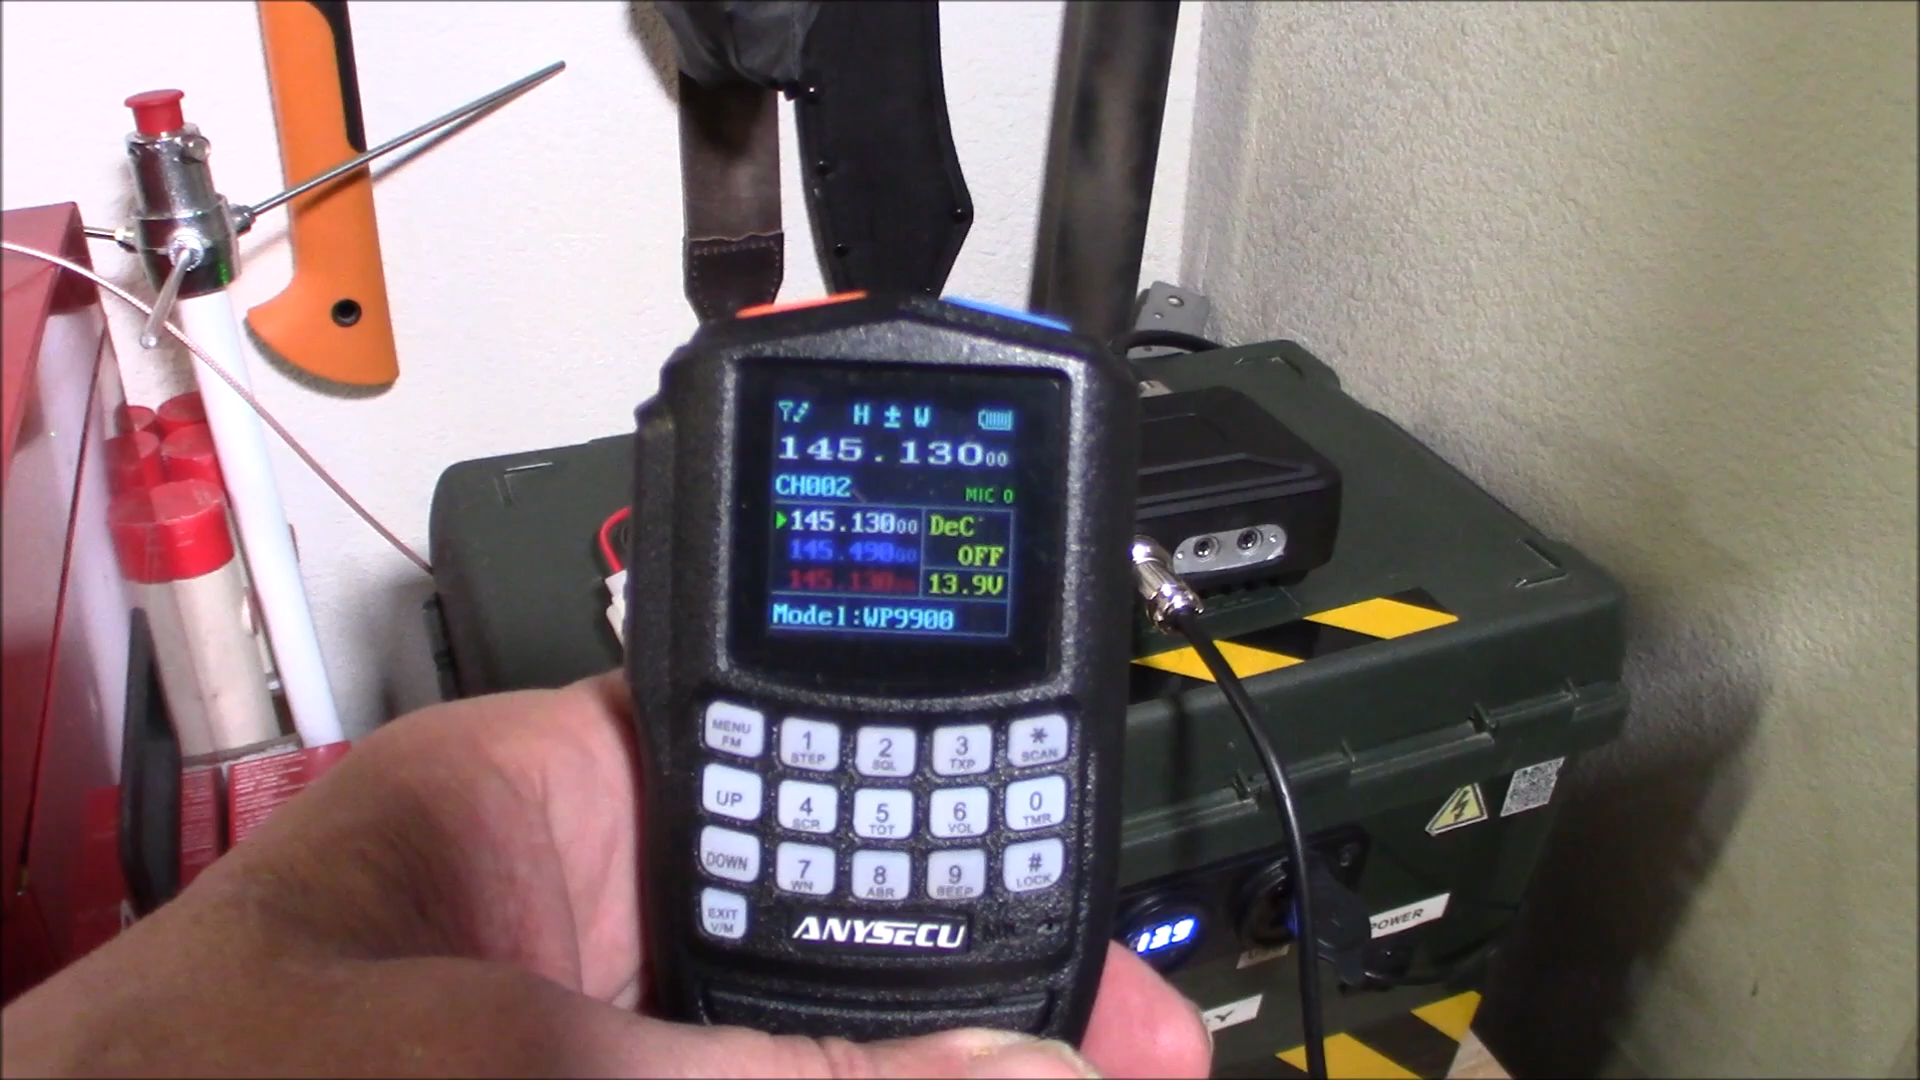 H ± W
145.13000
CH002 MIC 0
145.13000 DeC
145.49000 OFF
145.13000 13.9V
Model:WP9900
MENU FM
1 STEP
2 SQL
3 TXP
* SCAN
UP
4 SCR
5 TOT
6 VOL
0 TMR
DOWN
7 WN
8 ABR
9 BEEP
# LOCK
EXIT V/M
ANYSECU
13.9
POWER